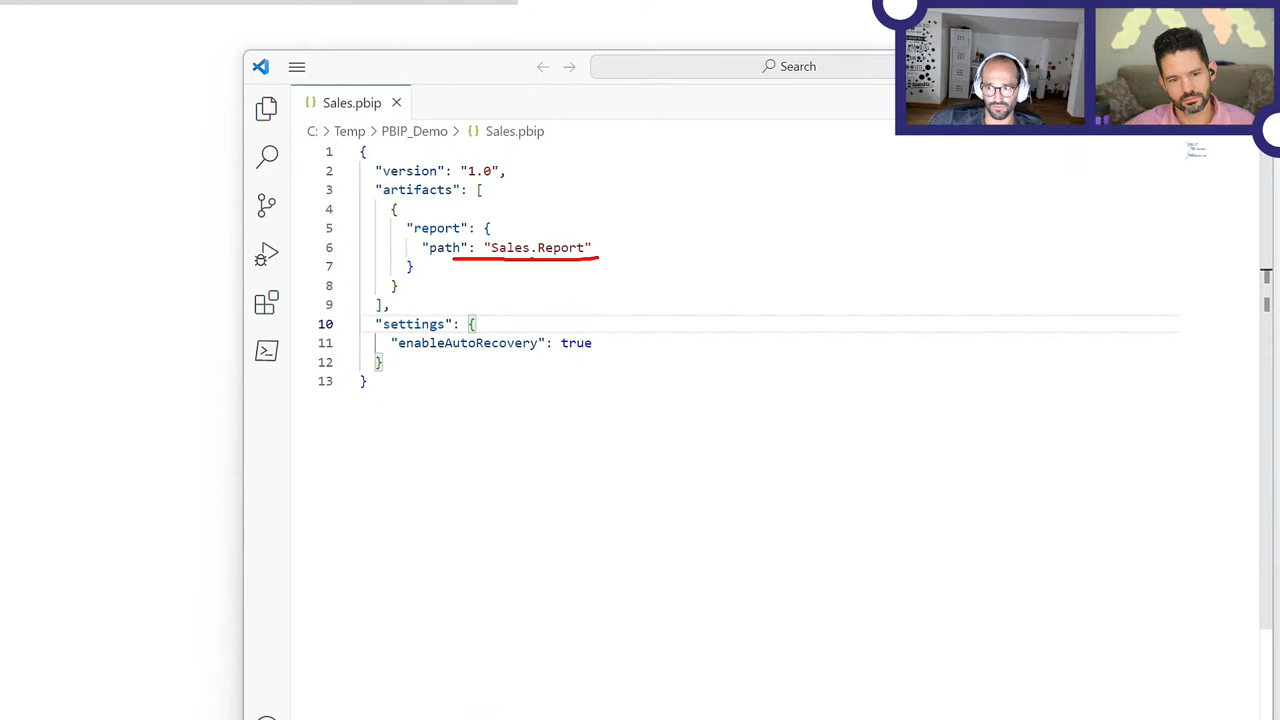 Search
Sales.pbip
C: > Temp > PBIP_Demo > Sales.pbip
1 {
2 "version": "1.0",
3 "artifacts": [
4 {
5 "report": {
6 "path": "Sales.Report"
7 }
8 }
9 ],
10 "settings": {
11 "enableAutoRecovery": true
12 }
13 }